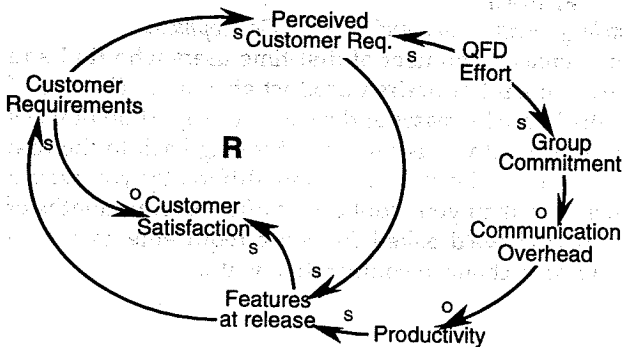 Perceived
Customer Req.
s
s
QFD
Effort
Customer
Requirements
s
s
Group
Commitment
R
o
Customer
Satisfaction
s
o
Communication
Overhead
s
Features
at release
s
o
Productivity